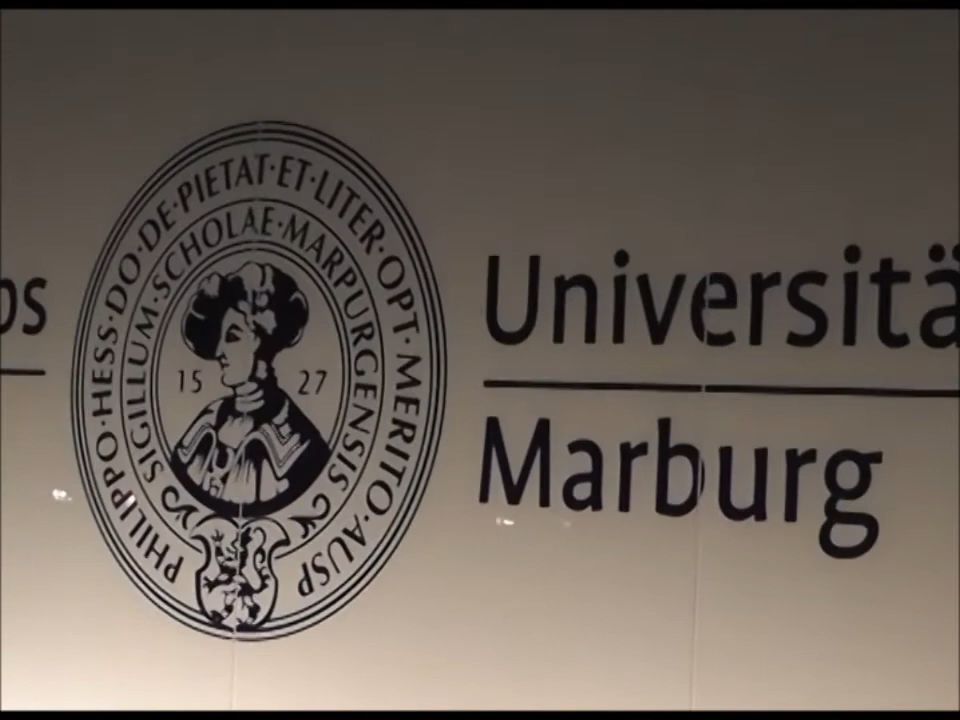 ps
PHILIPPO·HESS·DO·DE·PIETAT·ET·LITER·OPT·MERITO·AUSP
SIGILLUM·SCHOLAE·MARPURGENSIS
15 27
Universitä
Marburg